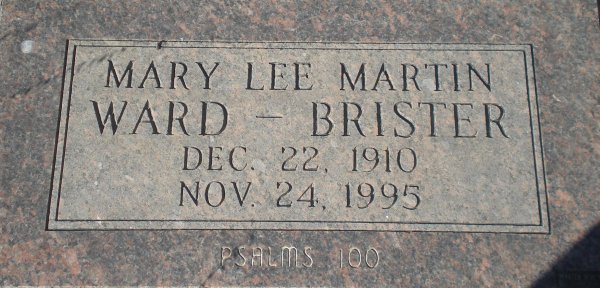 MARY LEE MARTIN
WARD – BRISTER
DEC. 22, 1910
NOV. 24, 1995
PSALMS 100